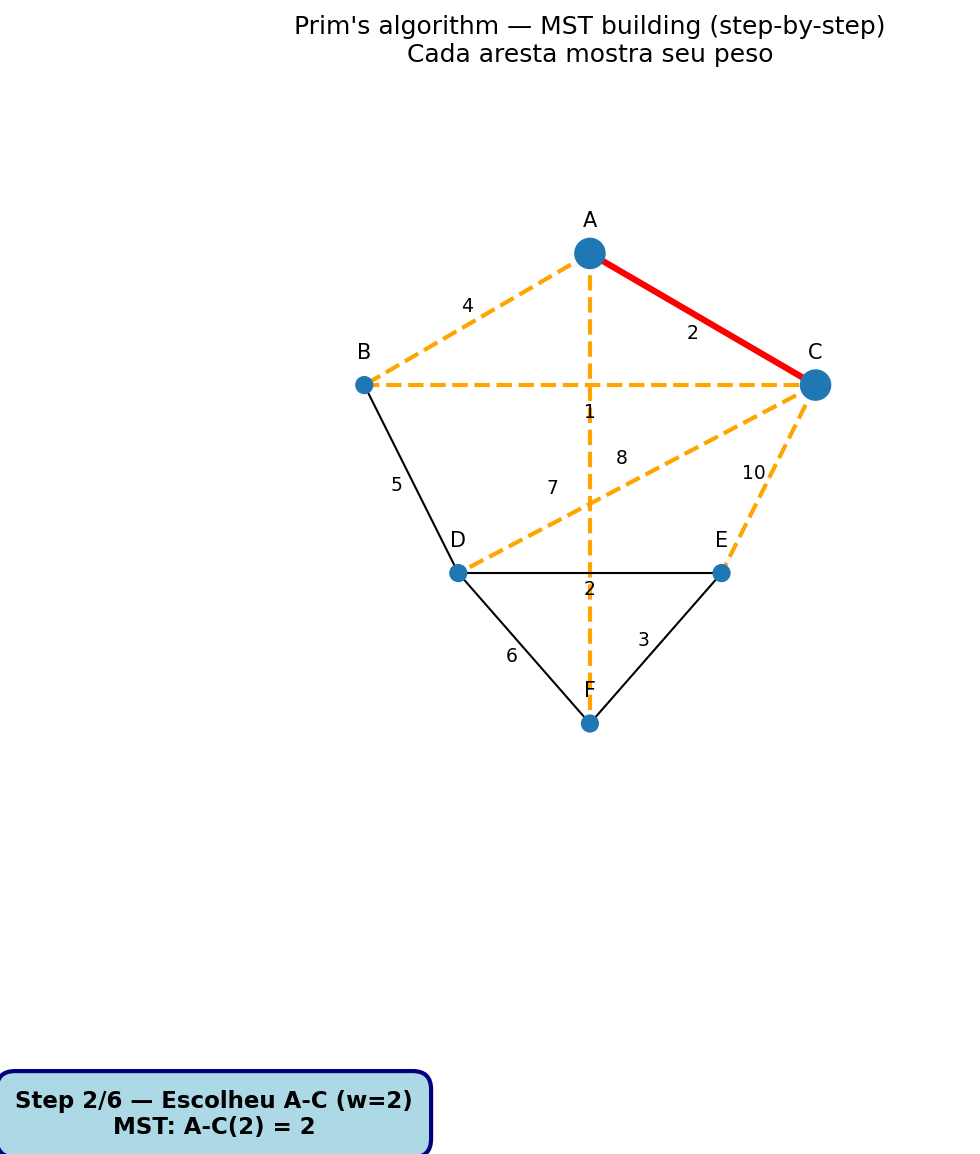 Prim's algorithm — MST building (step-by-step)
Cada aresta mostra seu peso
A
4
2
B
C
1
8
10
7
5
D
E
2
3
6
F
Step 2/6 — Escolheu A-C (w=2)
MST: A-C(2) = 2